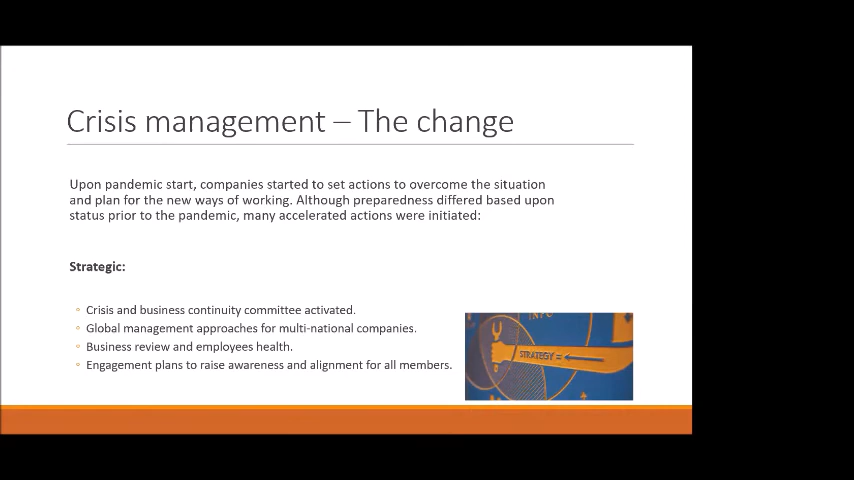 Crisis management – The change
Upon pandemic start, companies started to set actions to overcome the situation
and plan for the new ways of working. Although preparedness differed based upon
status prior to the pandemic, many accelerated actions were initiated:
Strategic:
Crisis and business continuity committee activated.
Global management approaches for multi-national companies.
Business review and employees health.
Engagement plans to raise awareness and alignment for all members.
INFO
STRATEGY =